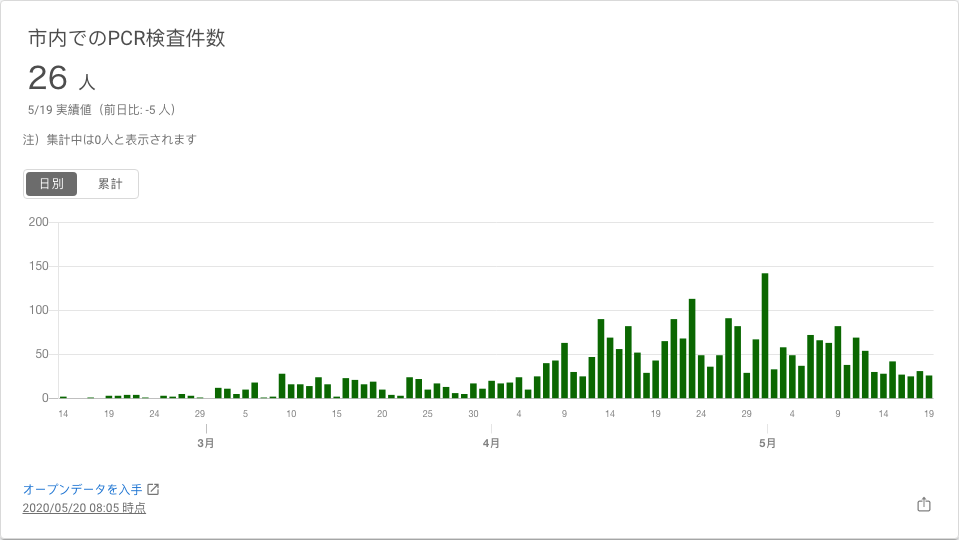 市内でのPCR検査件数
26 人
5/19 実績値（前日比: -5 人）
注）集計中は0人と表示されます
日別 累計
200
150
100
50
0
14 19 24 29 5 10 15 20 25 30 4 9 14 19 24 29 4 9 14 19
3月 4月 5月
オープンデータを入手
2020/05/20 08:05 時点